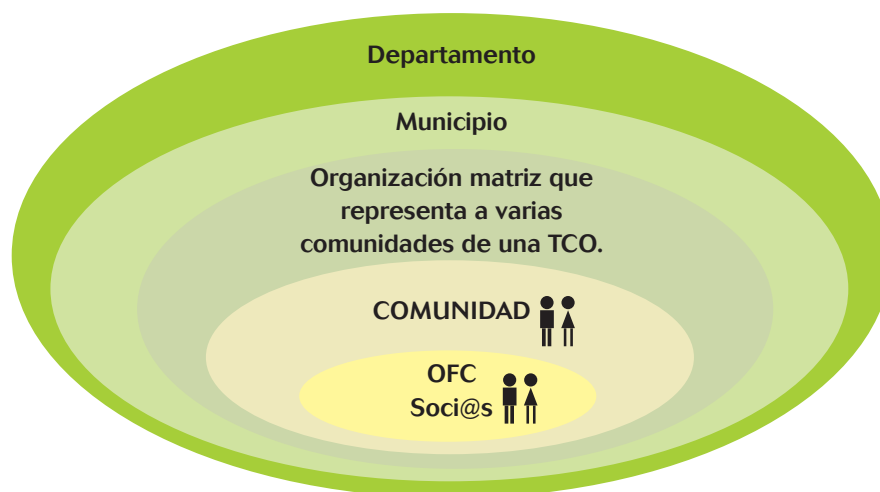 Departamento
Municipio
Organización matriz que
representa a varias
comunidades de una TCO.
COMUNIDAD
OFC
Soci@s